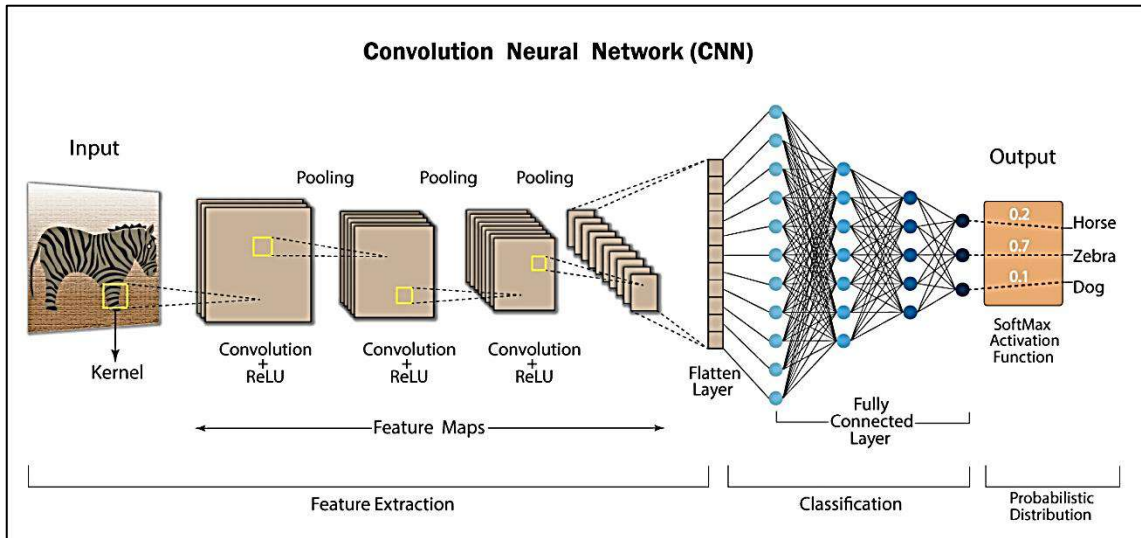 Convolution Neural Network (CNN)
Input
Output
Pooling
Pooling
Pooling
Kernel
Convolution
+
ReLU
Convolution
+
ReLU
Convolution
+
ReLU
Flatten
Layer
0.2
0.7
0.1
Horse
Zebra
Dog
SoftMax
Activation
Function
Feature Maps
Fully
Connected
Layer
Feature Extraction
Classification
Probabilistic
Distribution